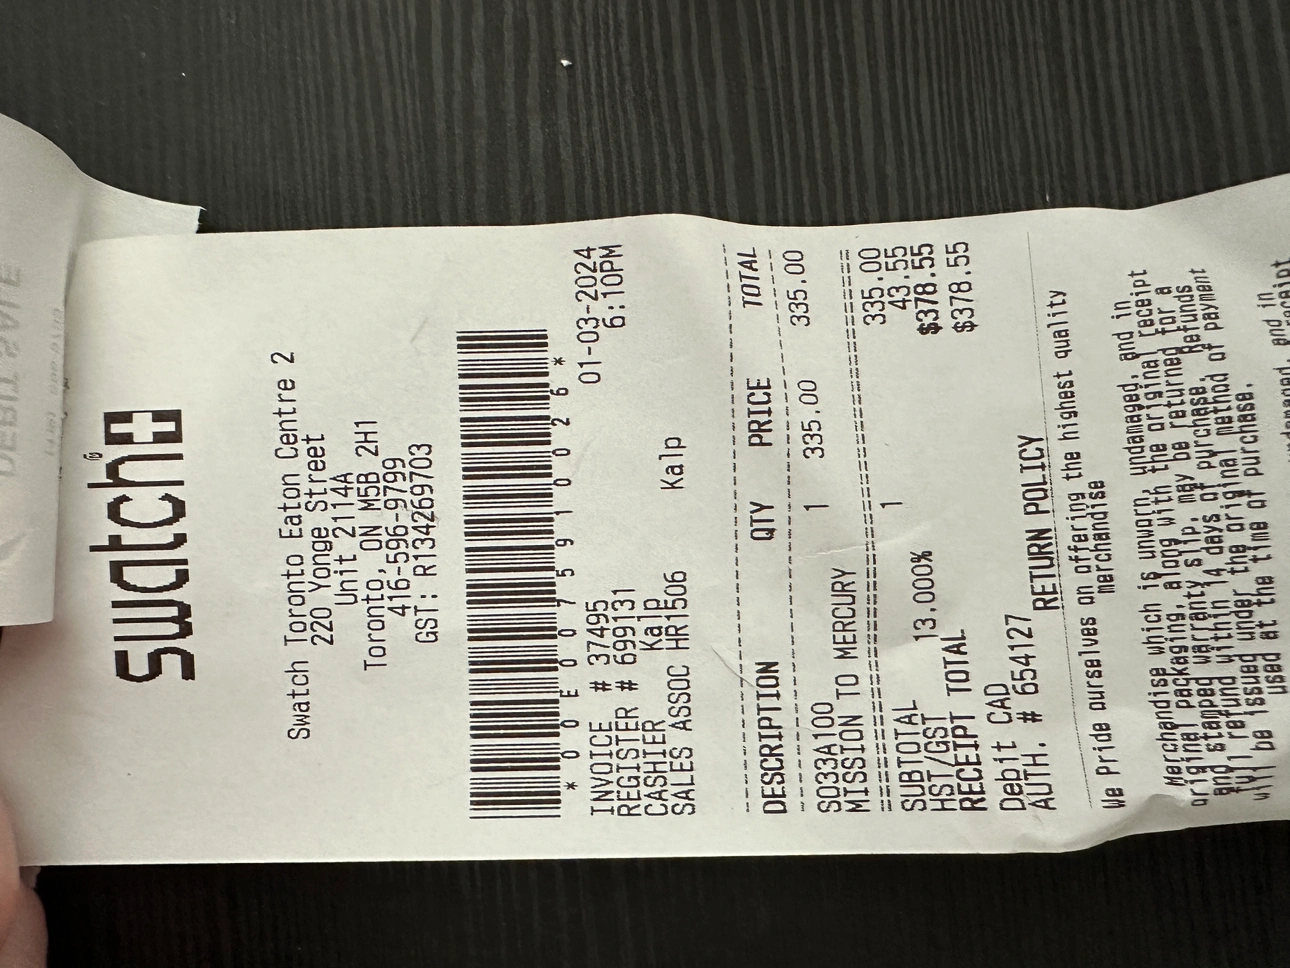 DEBIT SALE
swatch
Swatch Toronto Eaton Centre 2
220 Yonge Street
Unit 2114A
Toronto, ON M5B 2H1
416-596-9799
GST: R134269703
*00E0075910026*
01-03-2024
INVOICE # 37495 6:10PM
REGISTER # 699131
CASHIER Kalp
SALES ASSOC HR1506 Kalp
DESCRIPTION QTY PRICE TOTAL
SO33A100 1 335.00 335.00
MISSION TO MERCURY
SUBTOTAL 1 335.00
HST/GST 13.000% 43.55
RECEIPT TOTAL $378.55
Debit CAD $378.55
AUTH. # 654127
RETURN POLICY
We Pride ourselves an offering the highest quality
merchandise
Merchandise which is unworn, undamaged, and in
original packaging, along with the original receipt
and stamped warranty slip, may be returned for a
full refund within 14 days of purchase. Refunds
will be issued under the original method of payment
used at the time of purchase.